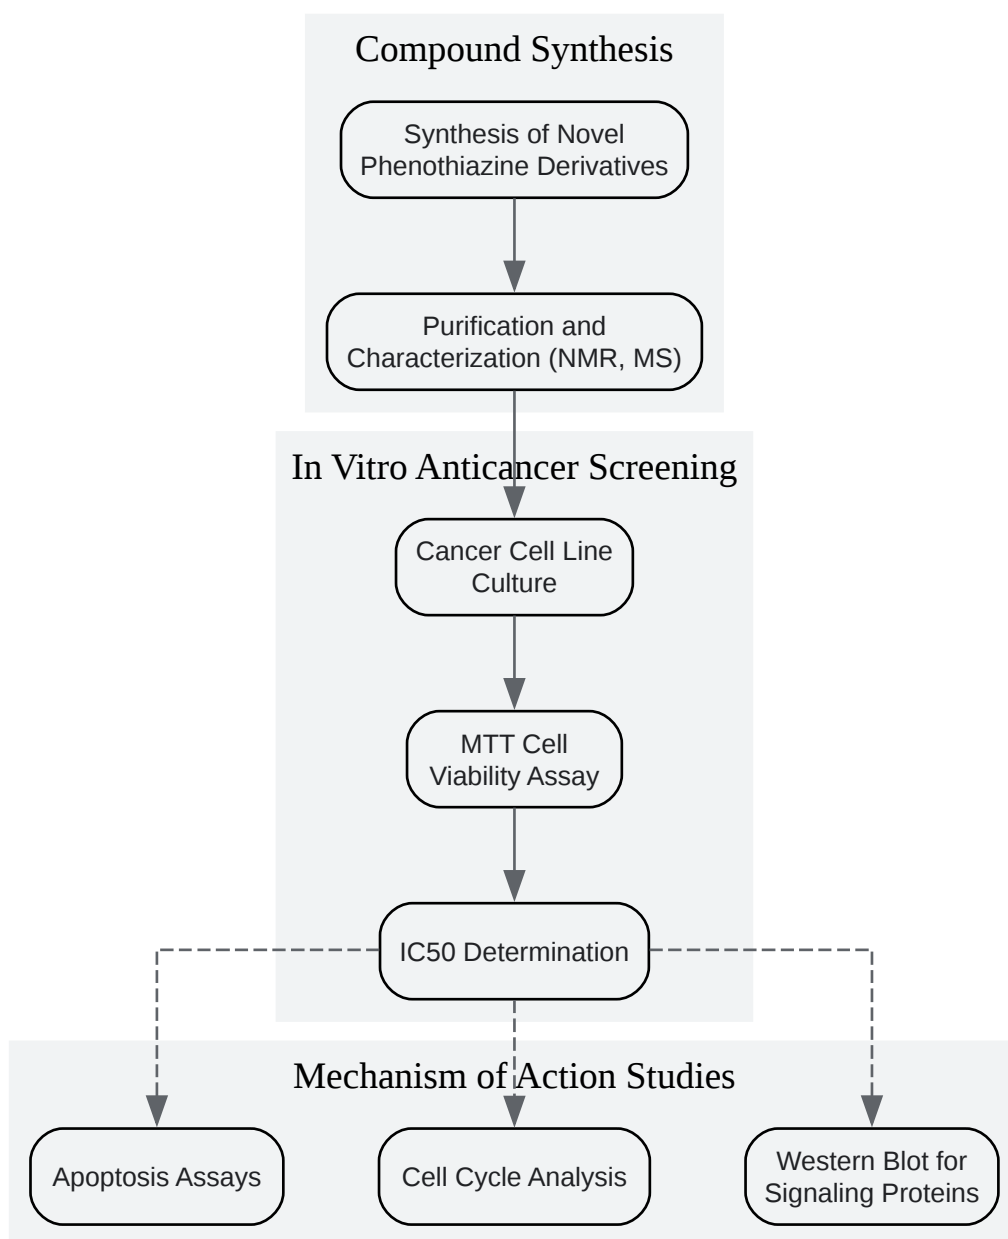 Compound Synthesis
Synthesis of Novel
Phenothiazine Derivatives
Purification and
Characterization (NMR, MS)
In Vitro Anticancer Screening
Cancer Cell Line
Culture
MTT Cell
Viability Assay
IC50 Determination
Mechanism of Action Studies
Apoptosis Assays
Cell Cycle Analysis
Western Blot for
Signaling Proteins